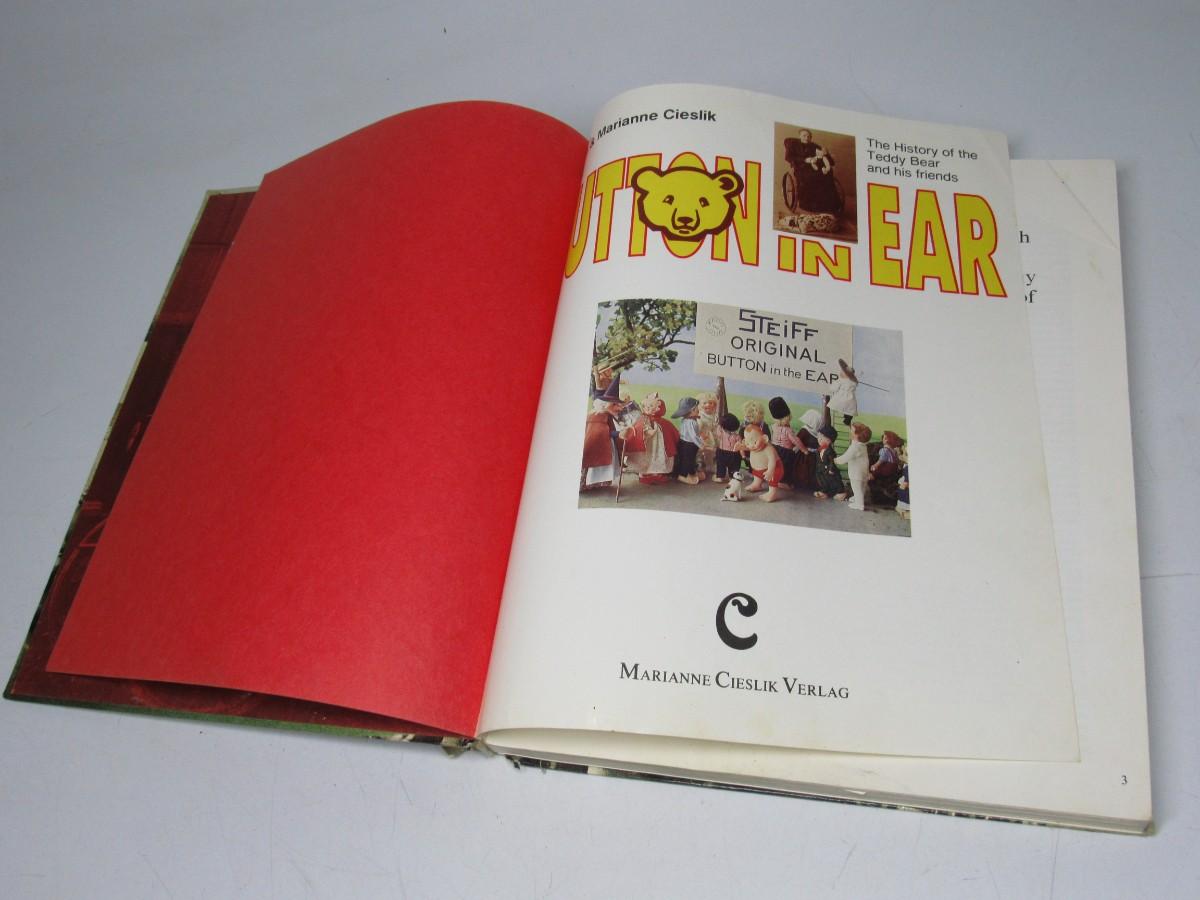 & Marianne Cieslik
The History of the
Teddy Bear
and his friends
UTTON IN EAR
STEIFF
ORIGINAL
BUTTON in the EAR
C
MARIANNE CIESLIK VERLAG
h
y
of
3